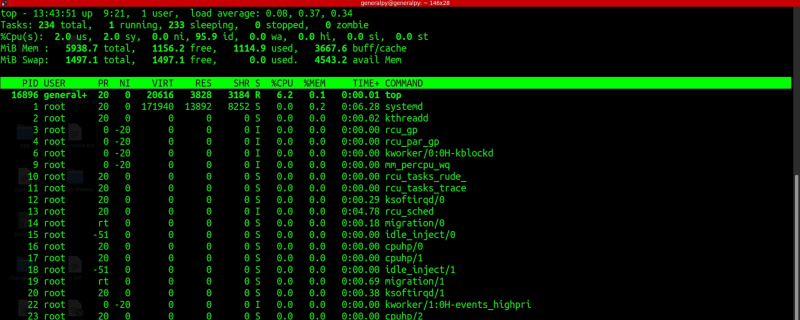 generalpy@generalpy: ~ 146x28
top - 13:43:51 up  9:21,  1 user,  load average: 0.08, 0.37, 0.34
Tasks: 234 total,   1 running, 233 sleeping,   0 stopped,   0 zombie
%Cpu(s):  2.0 us,  2.0 sy,  0.0 ni, 95.9 id,  0.0 wa,  0.0 hi,  0.0 si,  0.0 st
MiB Mem :   5938.7 total,   1156.2 free,   1114.9 used,   3667.6 buff/cache
MiB Swap:   1497.1 total,   1497.1 free,      0.0 used.   4543.2 avail Mem
PID USER      PR  NI    VIRT    RES    SHR S  %CPU  %MEM     TIME+ COMMAND
16896 general+  20   0   20616   3828   3184 R   6.2   0.1   0:00.01 top
1 root      20   0  171940  13892   8252 S   0.0   0.2   0:06.28 systemd
2 root      20   0       0      0      0 S   0.0   0.0   0:00.02 kthreadd
3 root       0 -20       0      0      0 I   0.0   0.0   0:00.00 rcu_gp
4 root       0 -20       0      0      0 I   0.0   0.0   0:00.00 rcu_par_gp
6 root       0 -20       0      0      0 I   0.0   0.0   0:00.00 kworker/0:0H-kblockd
9 root       0 -20       0      0      0 I   0.0   0.0   0:00.00 mm_percpu_wq
10 root      20   0       0      0      0 S   0.0   0.0   0:00.00 rcu_tasks_rude_
11 root      20   0       0      0      0 S   0.0   0.0   0:00.00 rcu_tasks_trace
12 root      20   0       0      0      0 S   0.0   0.0   0:00.29 ksoftirqd/0
13 root      20   0       0      0      0 I   0.0   0.0   0:04.78 rcu_sched
14 root      rt   0       0      0      0 S   0.0   0.0   0:00.18 migration/0
15 root     -51   0       0      0      0 S   0.0   0.0   0:00.00 idle_inject/0
16 root      20   0       0      0      0 S   0.0   0.0   0:00.00 cpuhp/0
17 root      20   0       0      0      0 S   0.0   0.0   0:00.00 cpuhp/1
18 root     -51   0       0      0      0 S   0.0   0.0   0:00.00 idle_inject/1
19 root      rt   0       0      0      0 S   0.0   0.0   0:00.69 migration/1
20 root      20   0       0      0      0 S   0.0   0.0   0:00.38 ksoftirqd/1
22 root       0 -20       0      0      0 I   0.0   0.0   0:00.00 kworker/1:0H-events_highpri
23 root      20   0       0      0      0 S   0.0   0.0   0:00.00 cpuhp/2